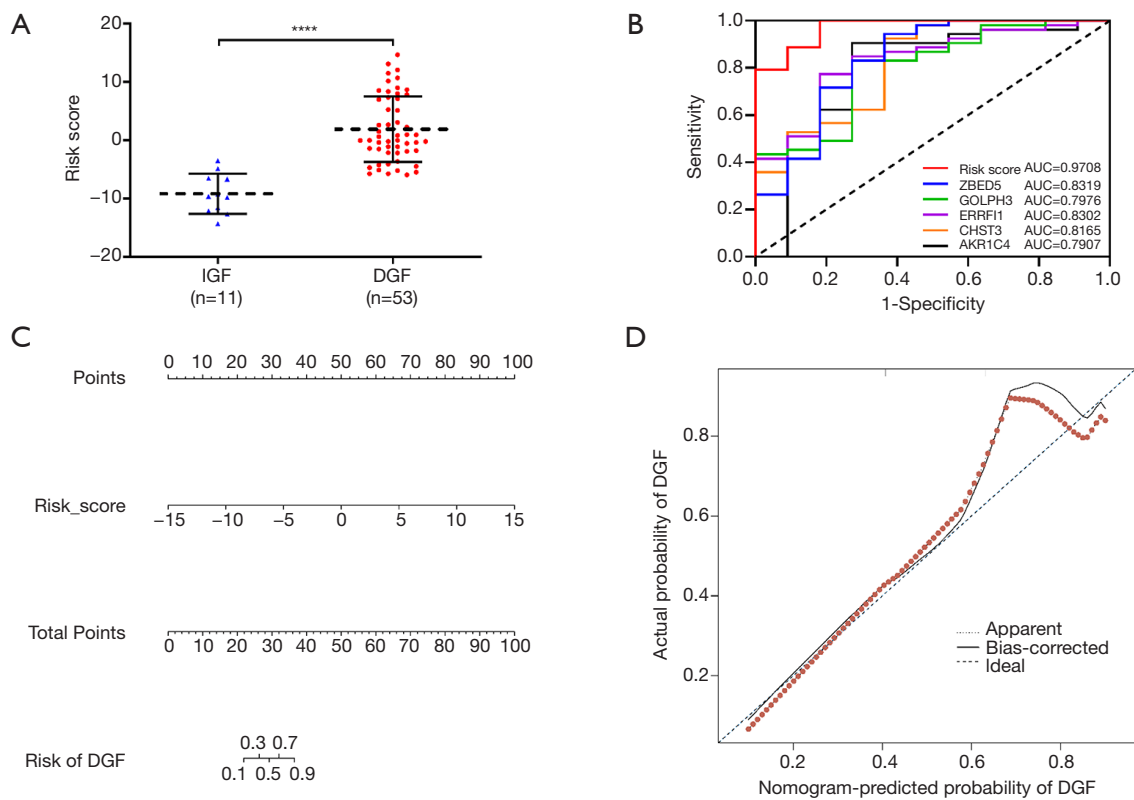 A
20
10
0
−10
−20
Risk score
****
IGF
(n=11)
DGF
(n=53)
B
1.0
0.8
0.6
0.4
0.2
0.0
Sensitivity
Risk score AUC=0.9708
ZBED5 AUC=0.8319
GOLPH3 AUC=0.7976
ERRFI1 AUC=0.8302
CHST3 AUC=0.8165
AKR1C4 AUC=0.7907
0.0 0.2 0.4 0.6 0.8 1.0
1-Specificity
C
0 10 20 30 40 50 60 70 80 90 100
Points
Risk_score
−15 −10 −5 0 5 10 15
Total Points
0 10 20 30 40 50 60 70 80 90 100
0.3 0.7
Risk of DGF
0.1 0.5 0.9
D
0.8
0.6
0.4
0.2
Actual probability of DGF
Apparent
Bias-corrected
Ideal
0.2 0.4 0.6 0.8
Nomogram-predicted probability of DGF